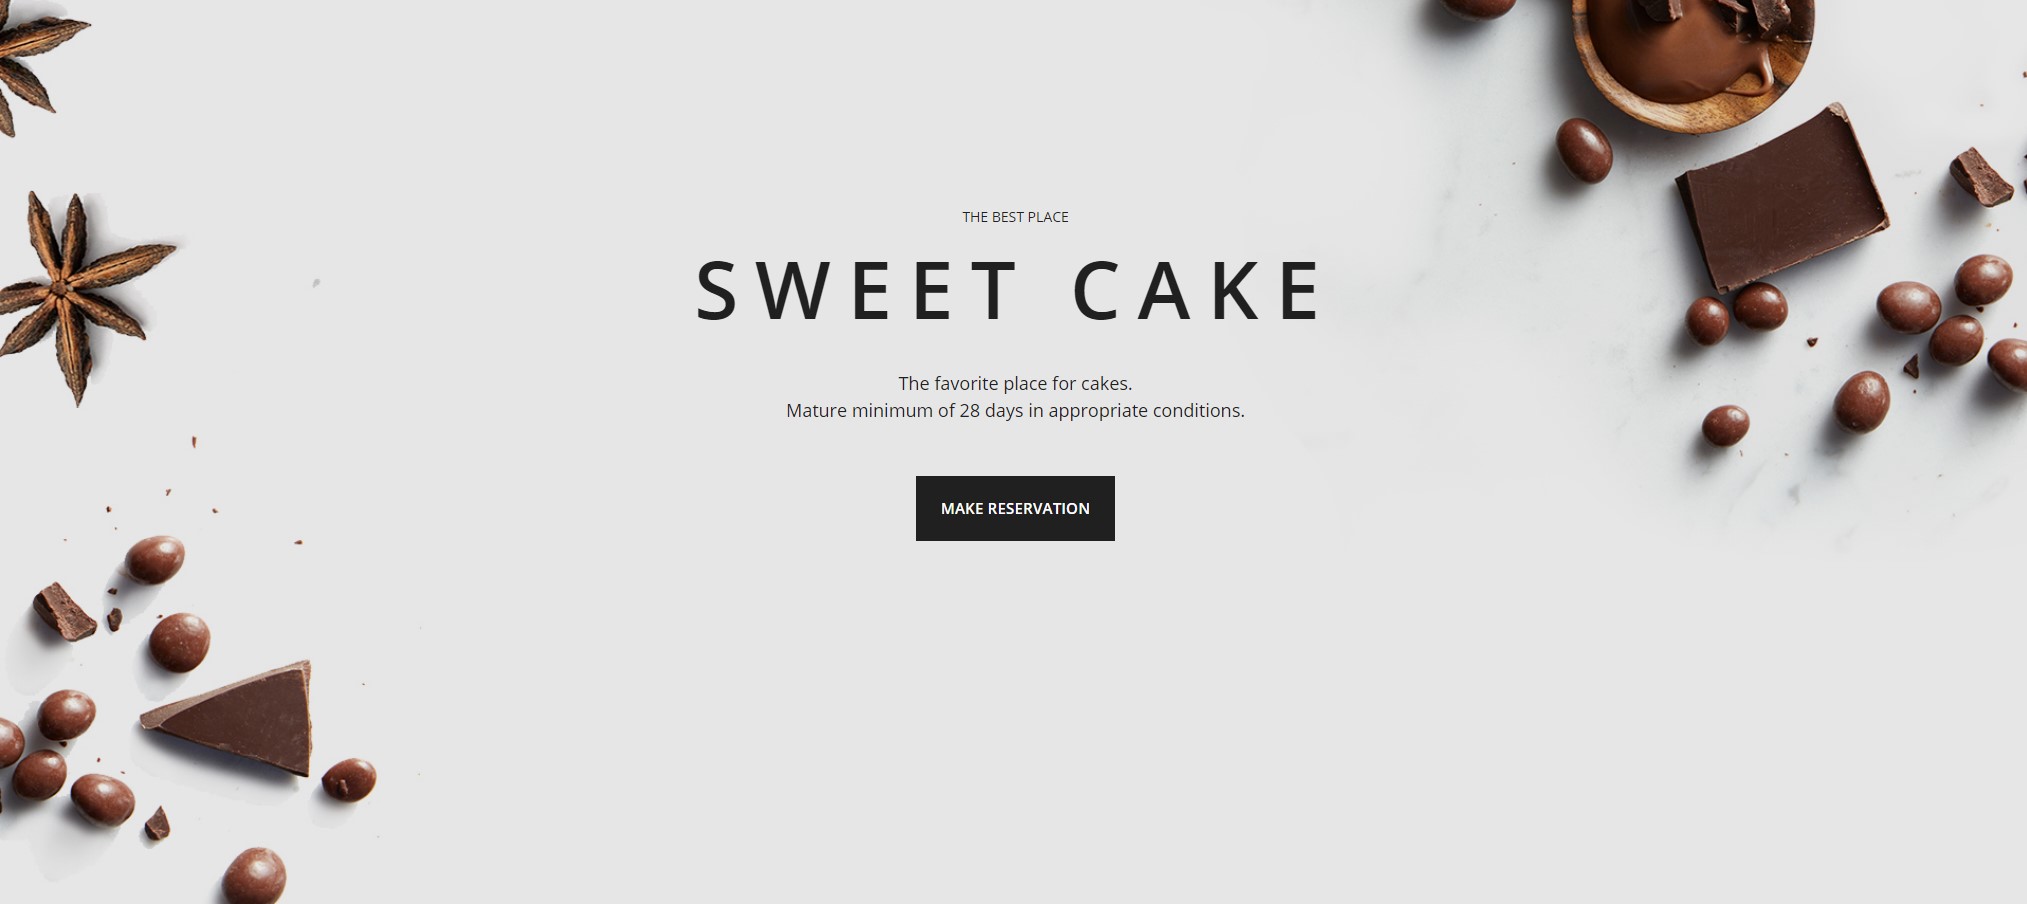 THE BEST PLACE
SWEET CAKE
The favorite place for cakes.
Mature minimum of 28 days in appropriate conditions.
MAKE RESERVATION